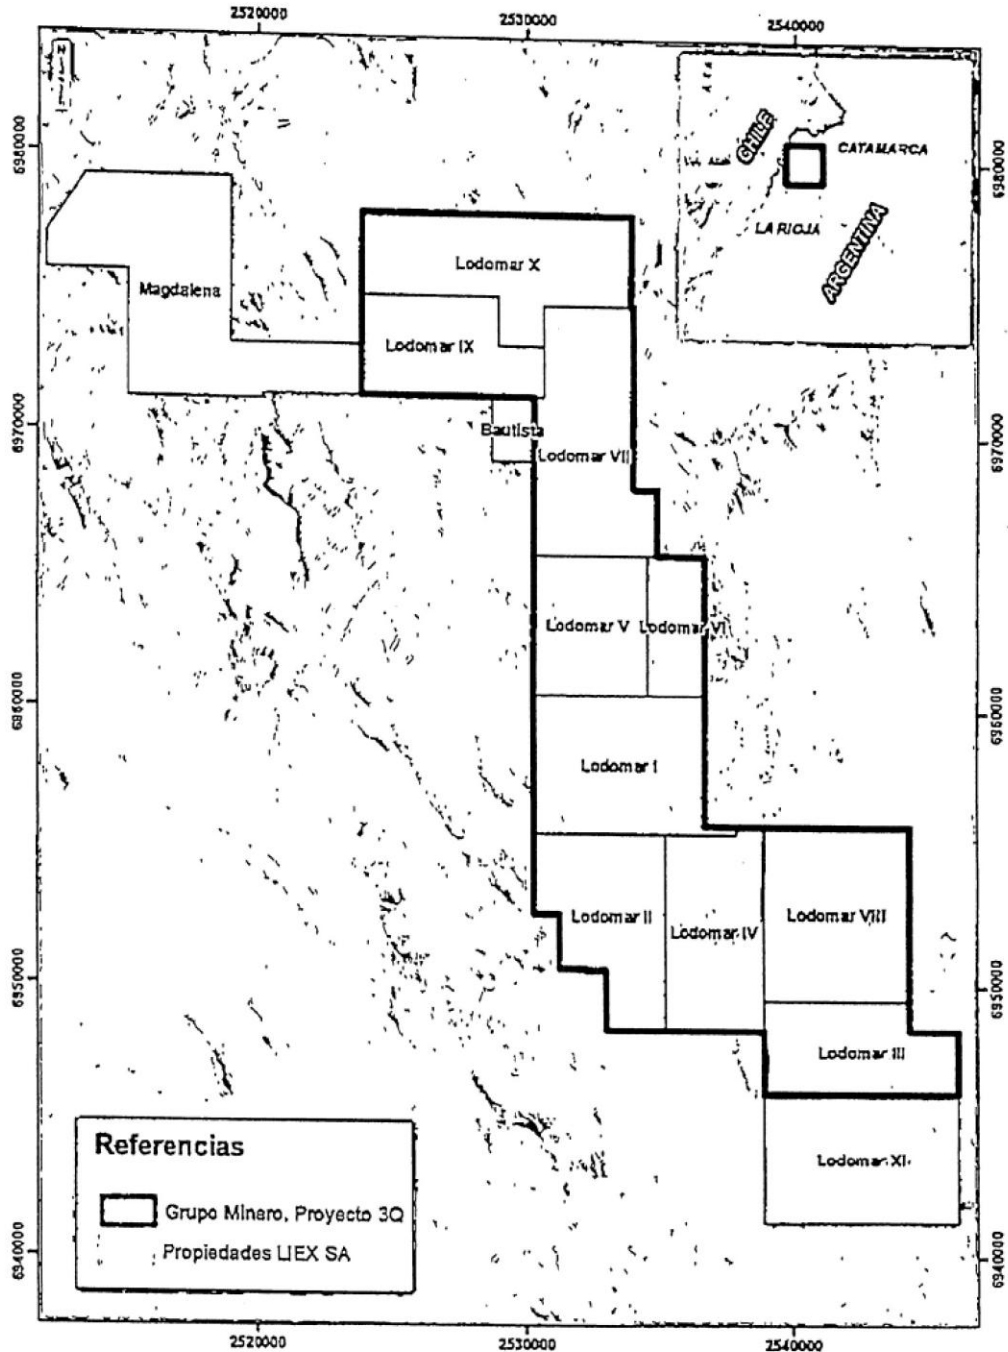 2520000
2530000
2540000
N
CHILE
CATAMARCA
LA RIOJA
ARGENTINA
6980000
6980000
Lodomar X
Magdalena
Lodomar IX
6970000
6970000
Bautista
Lodomar VII
Lodomar V
Lodomar VI
6960000
6960000
Lodomar I
Lodomar II
Lodomar IV
Lodomar VIII
6950000
6950000
Lodomar III
Lodomar XI
Referencias
Grupo Minero, Proyecto 3Q
Propiedades LIEX SA
6940000
6940000
2520000
2530000
2540000